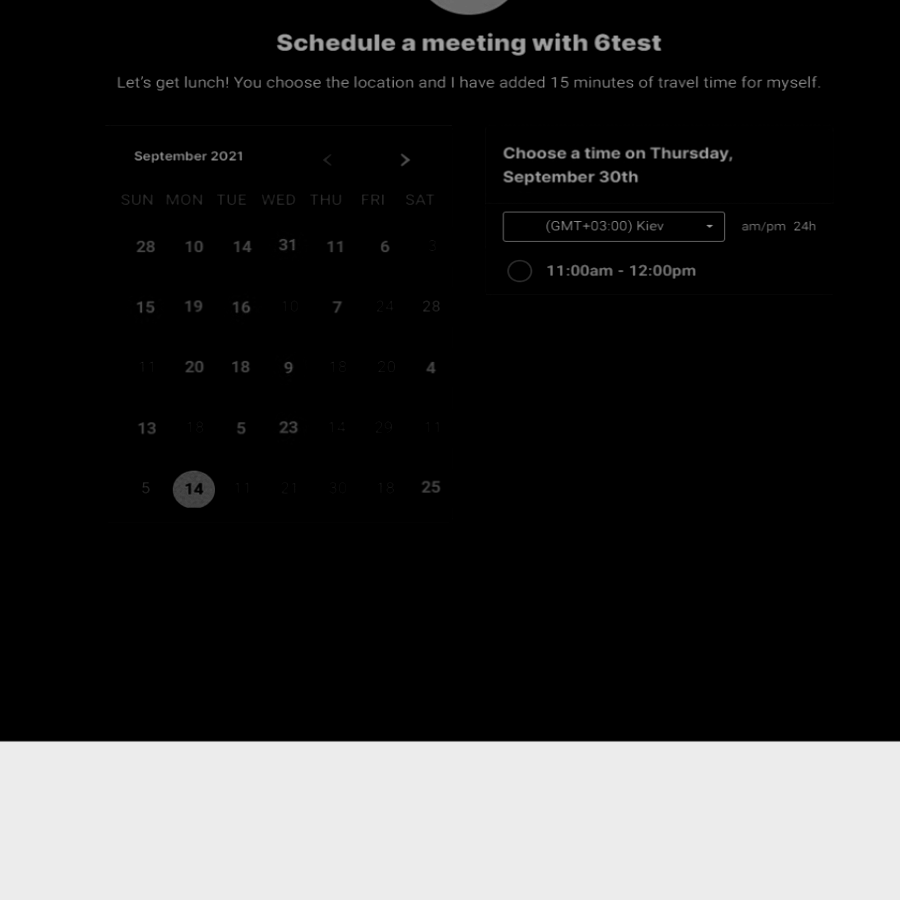 Schedule a meeting with 6test
Let's get lunch! You choose the location and I have added 15 minutes of travel time for myself.
September 2021
SUN MON TUE WED THU FRI SAT
28 10 14 31 11 6 3
15 19 16 10 7 24 28
11 20 18 9 15 20 4
13 18 5 23 14 29 11
5 14 11 21 30 18 25
Choose a time on Thursday,
September 30th
(GMT+03:00) Kiev am/pm 24h
11:00am - 12:00pm